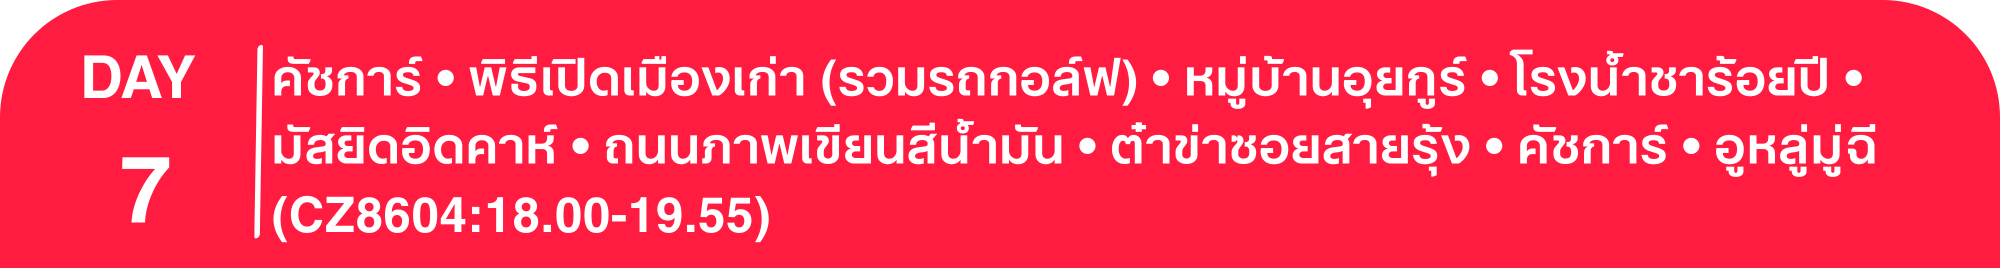 DAY
7
คัชการ์ • พิธีเปิดเมืองเก่า (รวมรถกอล์ฟ) • หมู่บ้านอุยกูร์ • โรงน้ำชาร้อยปี •
มัสยิดอิดคาห์ • ถนนภาพเขียนสีน้ำมัน • ต๋าข่าซอยสายรุ้ง • คัชการ์ • อูหลู่มู่ฉี
(CZ8604:18.00-19.55)